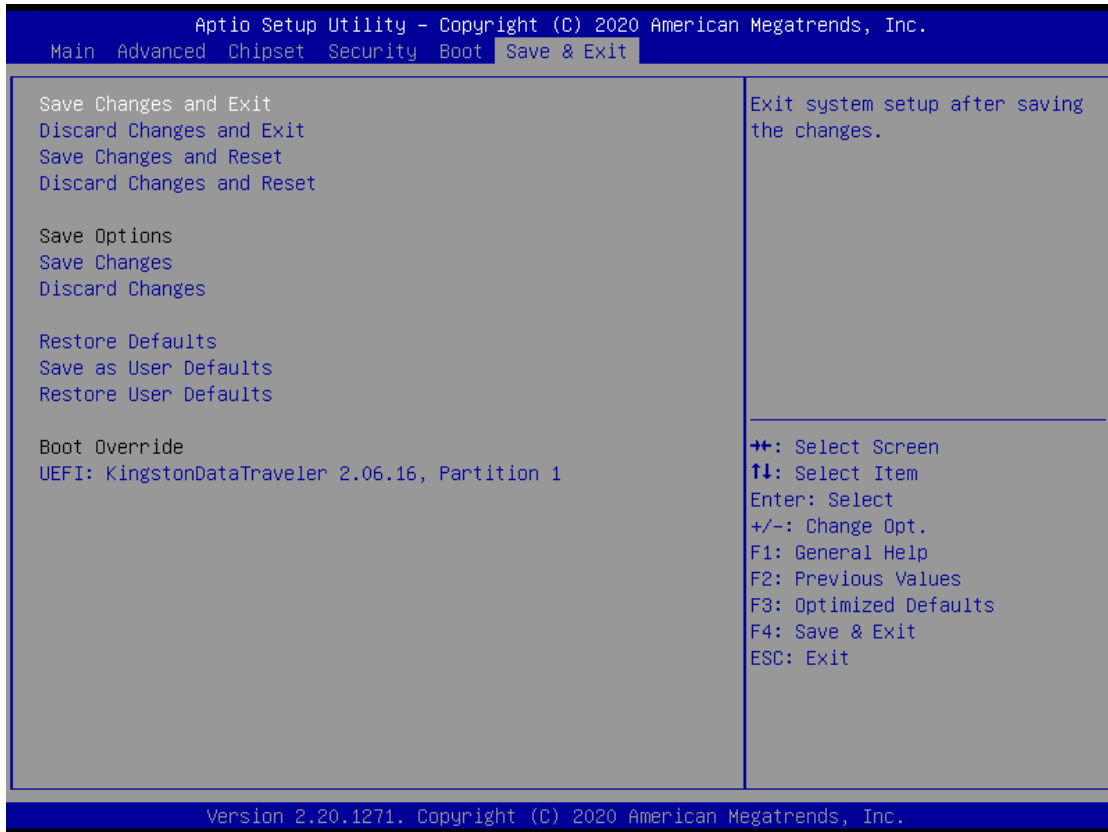 Aptio Setup Utility – Copyright (C) 2020 American Megatrends, Inc.
Main Advanced Chipset Security Boot Save & Exit
Save Changes and Exit
Discard Changes and Exit
Save Changes and Reset
Discard Changes and Reset
Save Options
Save Changes
Discard Changes
Restore Defaults
Save as User Defaults
Restore User Defaults
Boot Override
UEFI: KingstonDataTraveler 2.06.16, Partition 1
Exit system setup after saving
the changes.
→←: Select Screen
↑↓: Select Item
Enter: Select
+/-: Change Opt.
F1: General Help
F2: Previous Values
F3: Optimized Defaults
F4: Save & Exit
ESC: Exit
Version 2.20.1271. Copyright (C) 2020 American Megatrends, Inc.